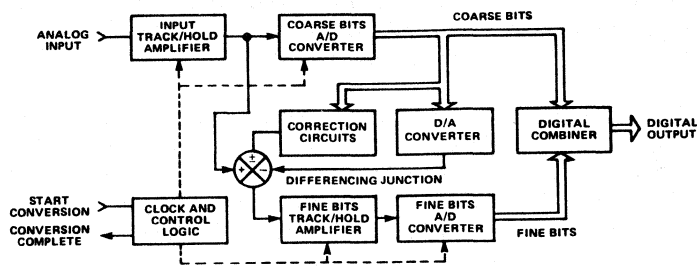 ANALOG
INPUT
INPUT
TRACK/HOLD
AMPLIFIER
COARSE BITS
A/D
CONVERTER
COARSE BITS
CORRECTION
CIRCUITS
D/A
CONVERTER
DIGITAL
COMBINER
DIGITAL
OUTPUT
±
+
−
DIFFERENCING JUNCTION
START
CONVERSION
CONVERSION
COMPLETE
CLOCK AND
CONTROL
LOGIC
FINE BITS
TRACK/HOLD
AMPLIFIER
FINE BITS
A/D
CONVERTER
FINE BITS